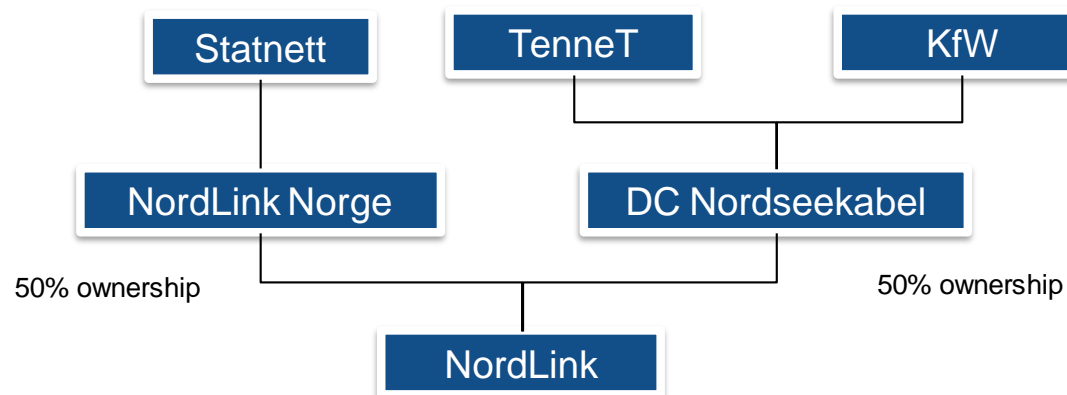 Statnett
TenneT
KfW
NordLink Norge
DC Nordseekabel
50% ownership
50% ownership
NordLink